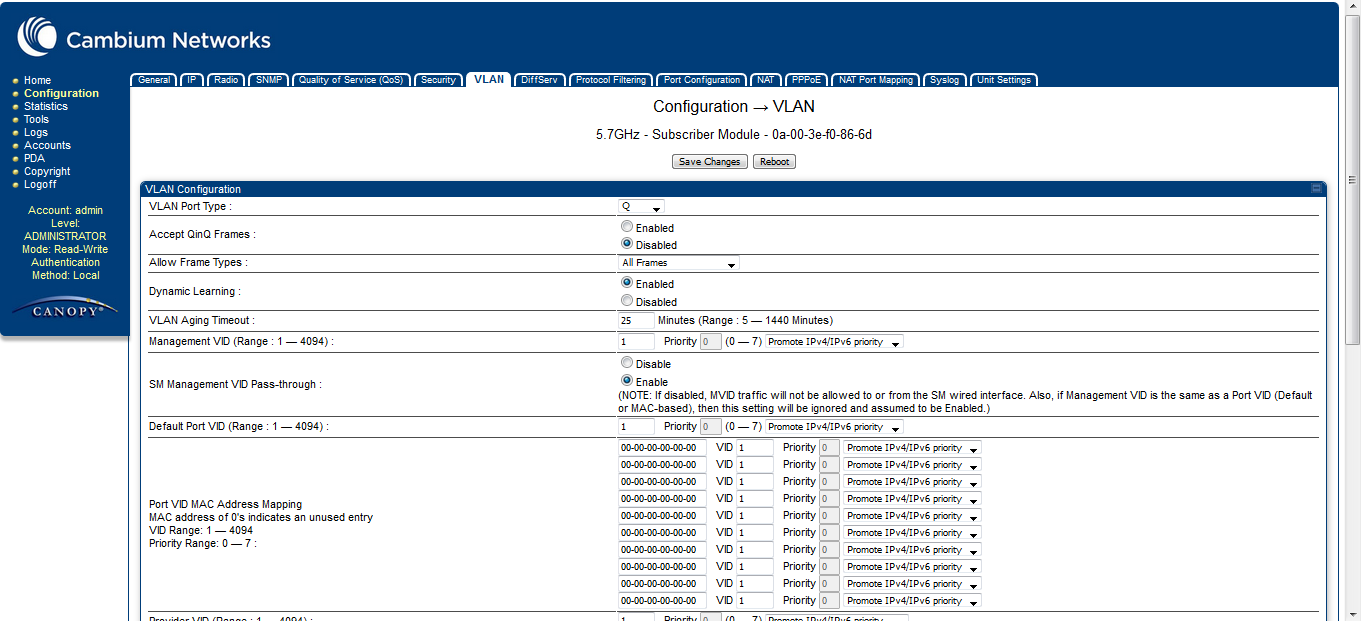 Cambium Networks
Home
Configuration
Statistics
Tools
Logs
Accounts
PDA
Copyright
Logoff
Account: admin
Level:
ADMINISTRATOR
Mode: Read-Write
Authentication
Method: Local
CANOPY®
General IP Radio SNMP Quality of Service (QoS) Security VLAN DiffServ Protocol Filtering Port Configuration NAT PPPoE NAT Port Mapping Syslog Unit Settings
Configuration → VLAN
5.7GHz - Subscriber Module - 0a-00-3e-f0-86-6d
Save Changes Reboot
VLAN Configuration
VLAN Port Type : Q
Accept QinQ Frames :
Enabled
Disabled
Allow Frame Types : All Frames
Dynamic Learning :
Enabled
Disabled
VLAN Aging Timeout : 25 Minutes (Range : 5 — 1440 Minutes)
Management VID (Range : 1 — 4094) : 1 Priority 0 (0 — 7) Promote IPv4/IPv6 priority
SM Management VID Pass-through :
Disable
Enable
(NOTE: If disabled, MVID traffic will not be allowed to or from the SM wired interface. Also, if Management VID is the same as a Port VID (Default
or MAC-based), then this setting will be ignored and assumed to be Enabled.)
Default Port VID (Range : 1 — 4094) : 1 Priority 0 (0 — 7) Promote IPv4/IPv6 priority
Port VID MAC Address Mapping
MAC address of 0's indicates an unused entry
VID Range: 1 — 4094
Priority Range: 0 — 7 :
00-00-00-00-00-00 VID 1 Priority 0 Promote IPv4/IPv6 priority
00-00-00-00-00-00 VID 1 Priority 0 Promote IPv4/IPv6 priority
00-00-00-00-00-00 VID 1 Priority 0 Promote IPv4/IPv6 priority
00-00-00-00-00-00 VID 1 Priority 0 Promote IPv4/IPv6 priority
00-00-00-00-00-00 VID 1 Priority 0 Promote IPv4/IPv6 priority
00-00-00-00-00-00 VID 1 Priority 0 Promote IPv4/IPv6 priority
00-00-00-00-00-00 VID 1 Priority 0 Promote IPv4/IPv6 priority
00-00-00-00-00-00 VID 1 Priority 0 Promote IPv4/IPv6 priority
00-00-00-00-00-00 VID 1 Priority 0 Promote IPv4/IPv6 priority
00-00-00-00-00-00 VID 1 Priority 0 Promote IPv4/IPv6 priority
Provider VID (Range : 1 — 4094) : 1 Priority 0 (0 — 7) Promote IPv4/IPv6 priority